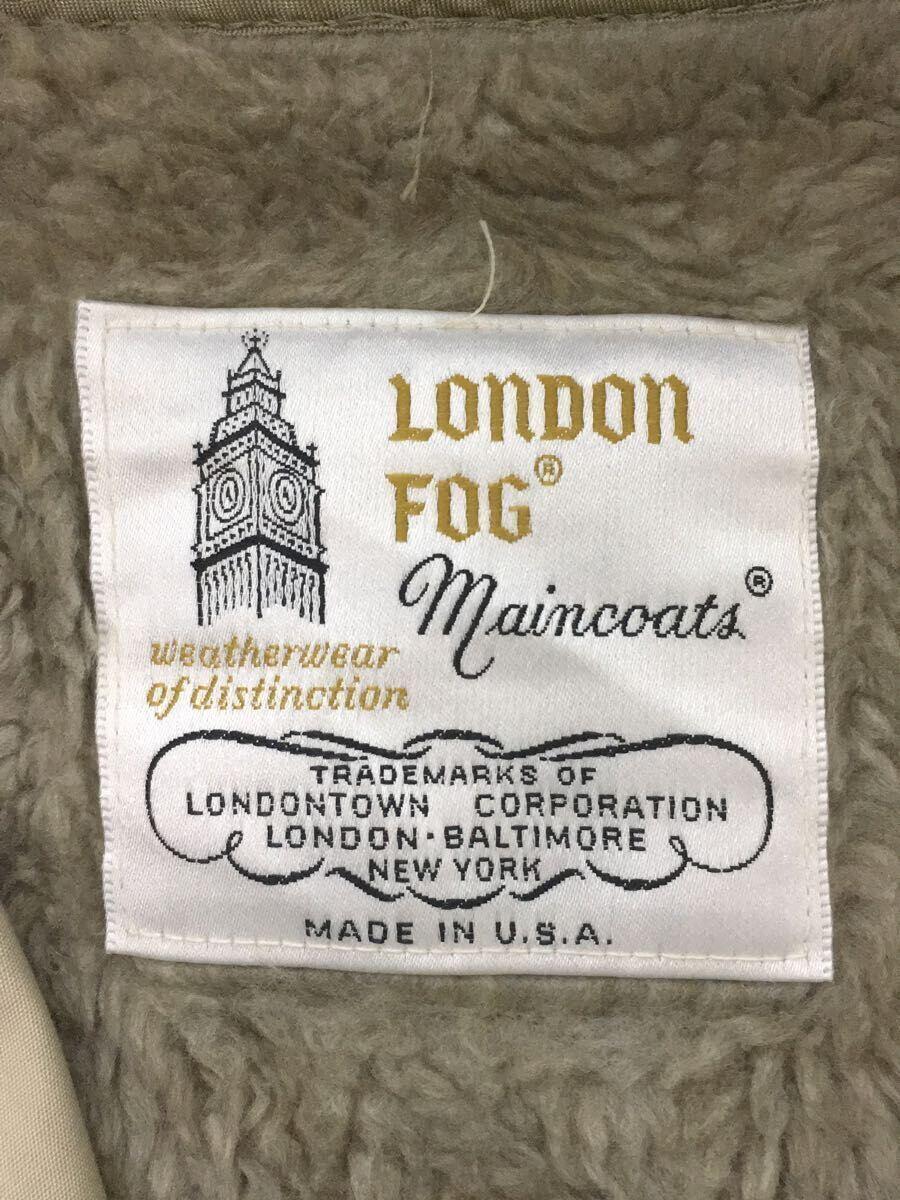 LONDON
FOG®
Maincoats®
weatherwear
of distinction
TRADEMARKS OF
LONDONTOWN CORPORATION
LONDON·BALTIMORE
NEW YORK
MADE IN U.S.A.